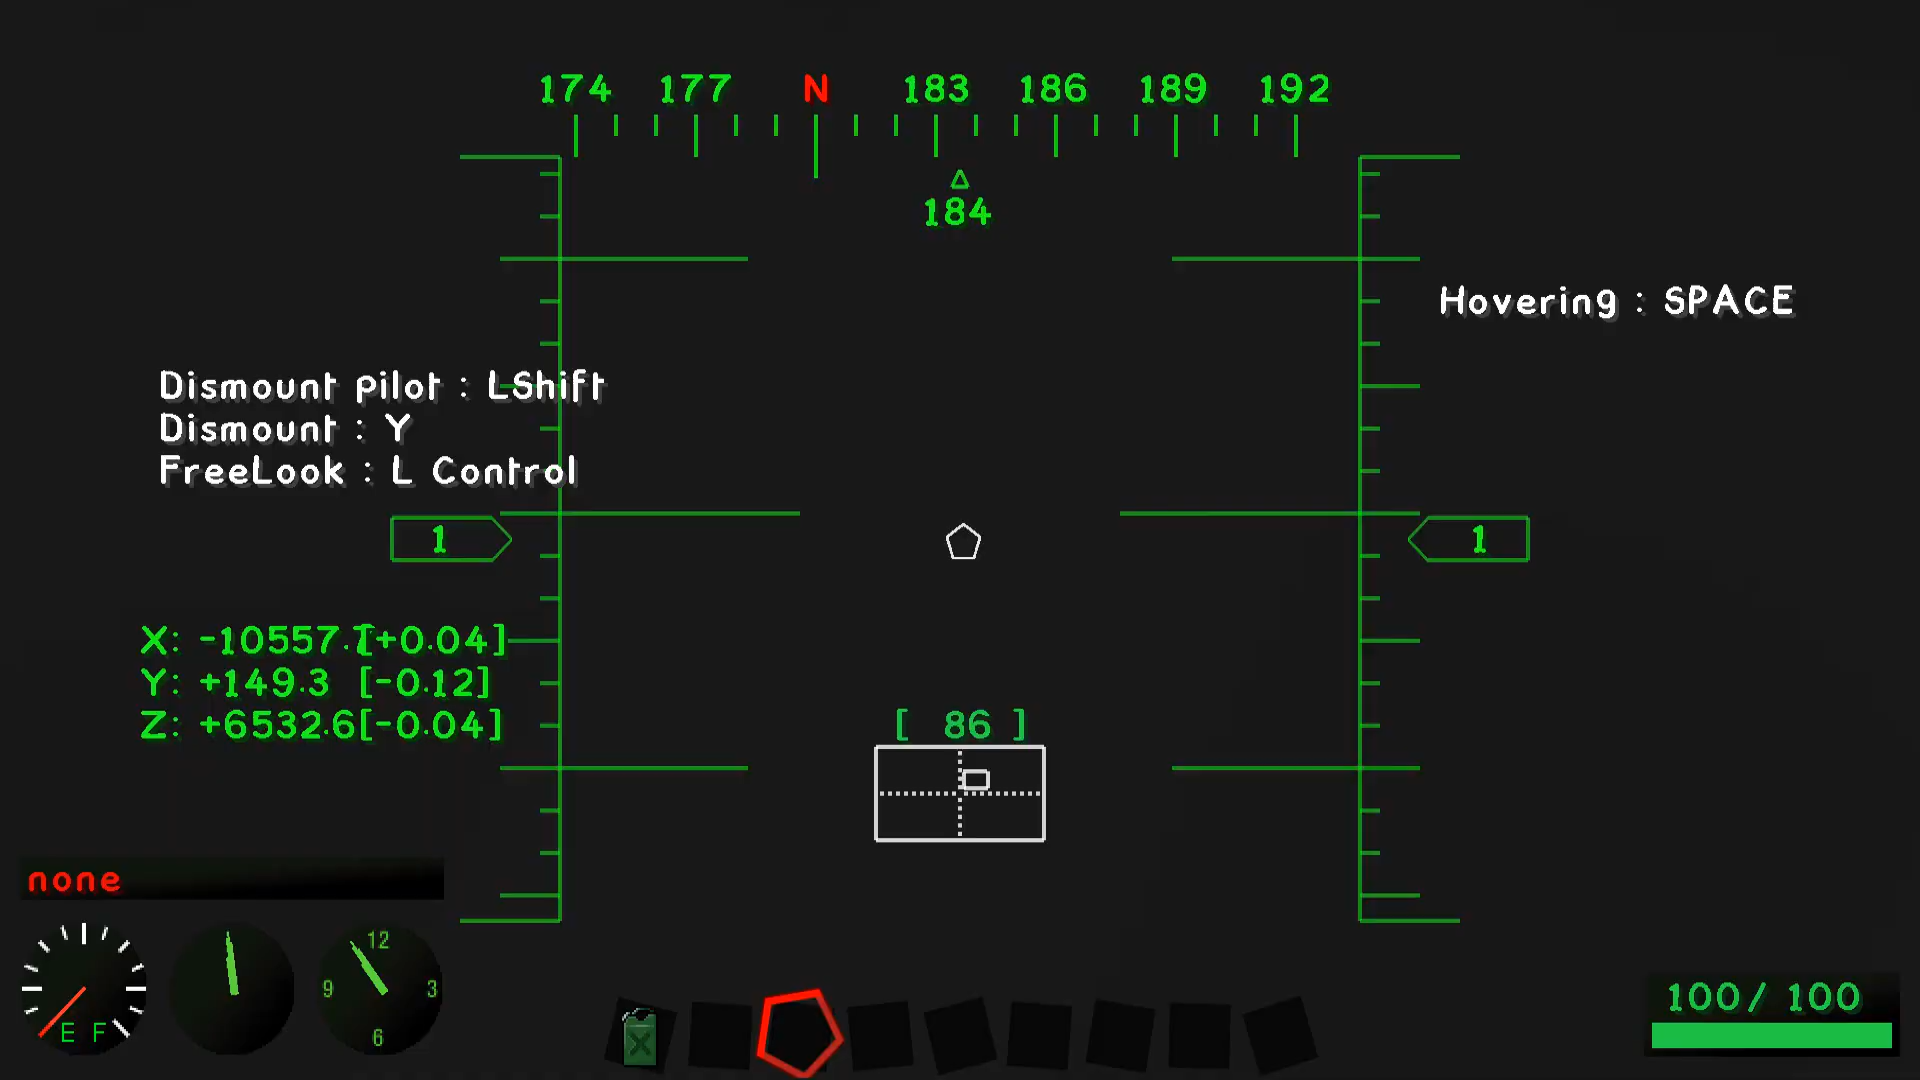 174 177 N 183 186 189 192
184
Hovering : SPACE
Dismount pilot : LShift
Dismount : Y
FreeLook : L Control
1 1
X: -10557.7[+0.04]
Y: +149.3 [-0.12]
Z: +6532.6[-0.04]
[ 86 ]
none
E F
12
9 3
6
100/ 100